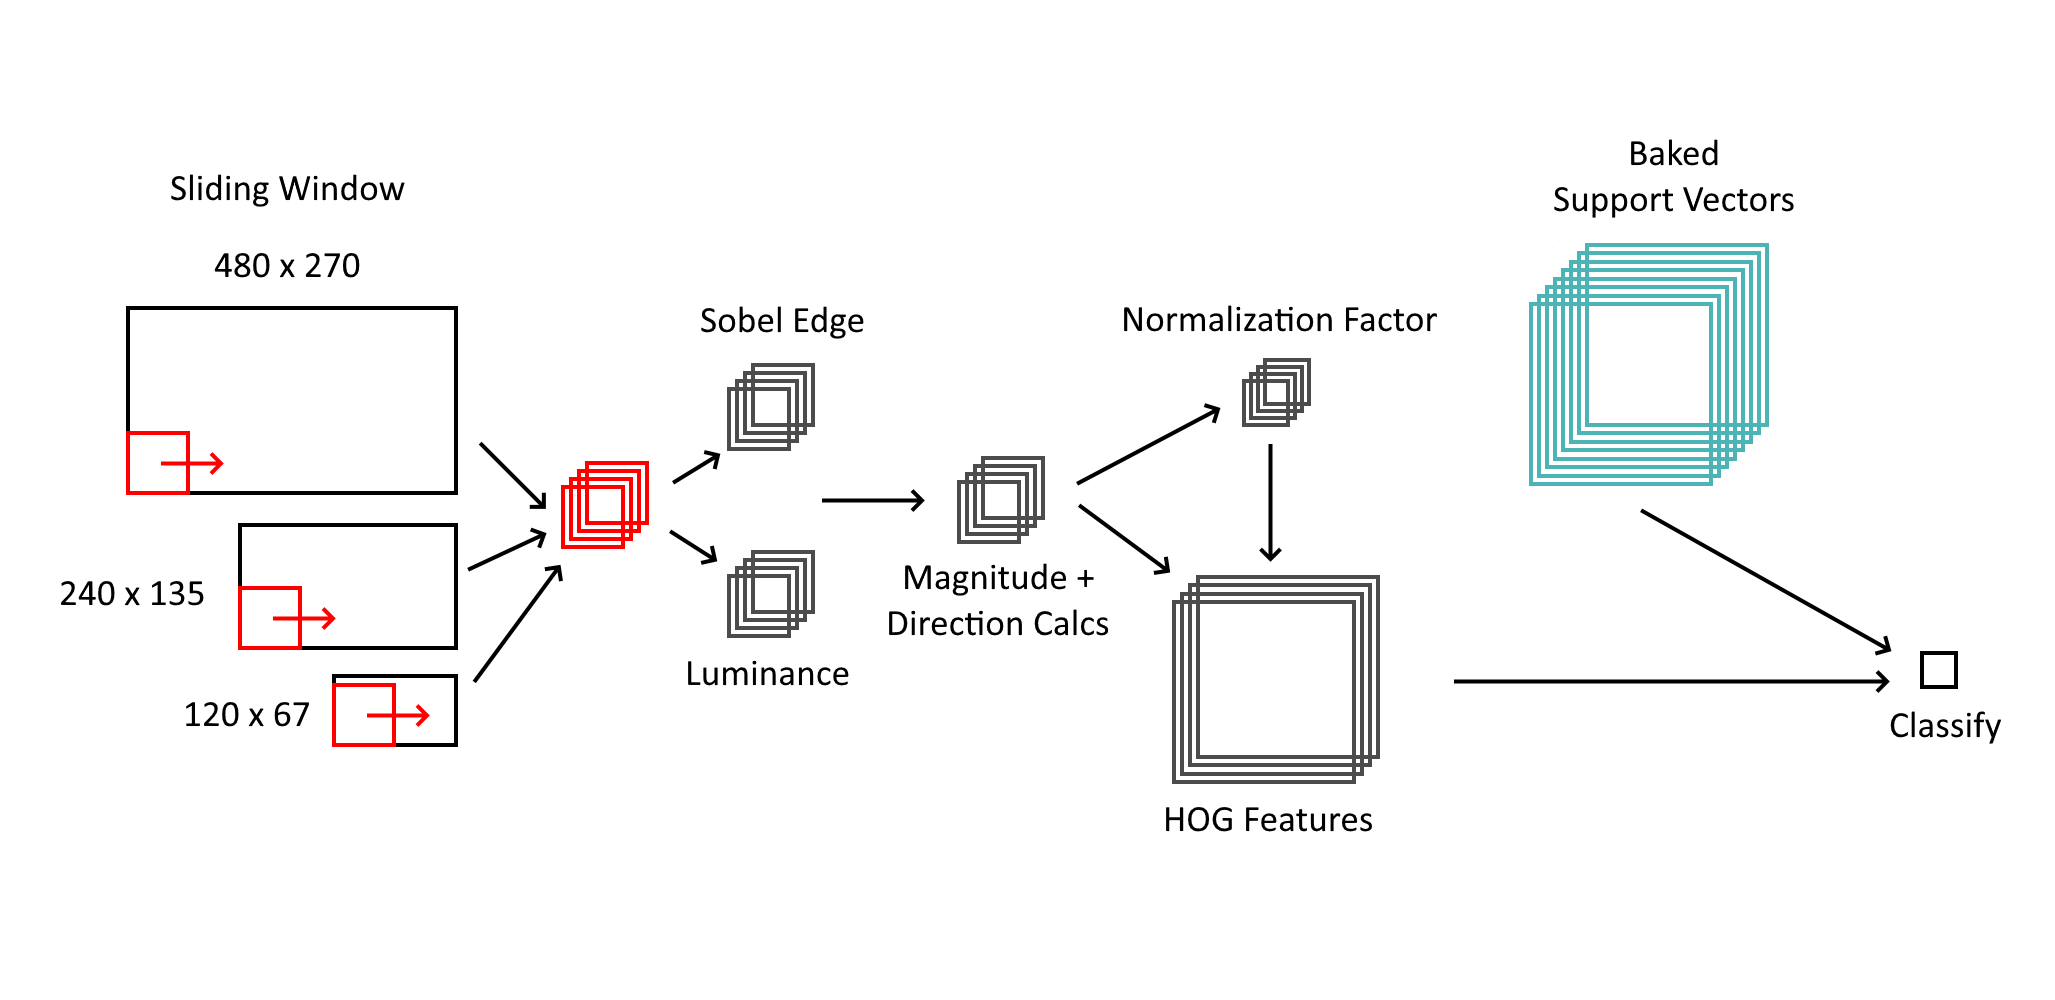 Sliding Window
480 x 270
240 x 135
120 x 67
Sobel Edge
Luminance
Magnitude +
Direction Calcs
Normalization Factor
HOG Features
Baked
Support Vectors
Classify